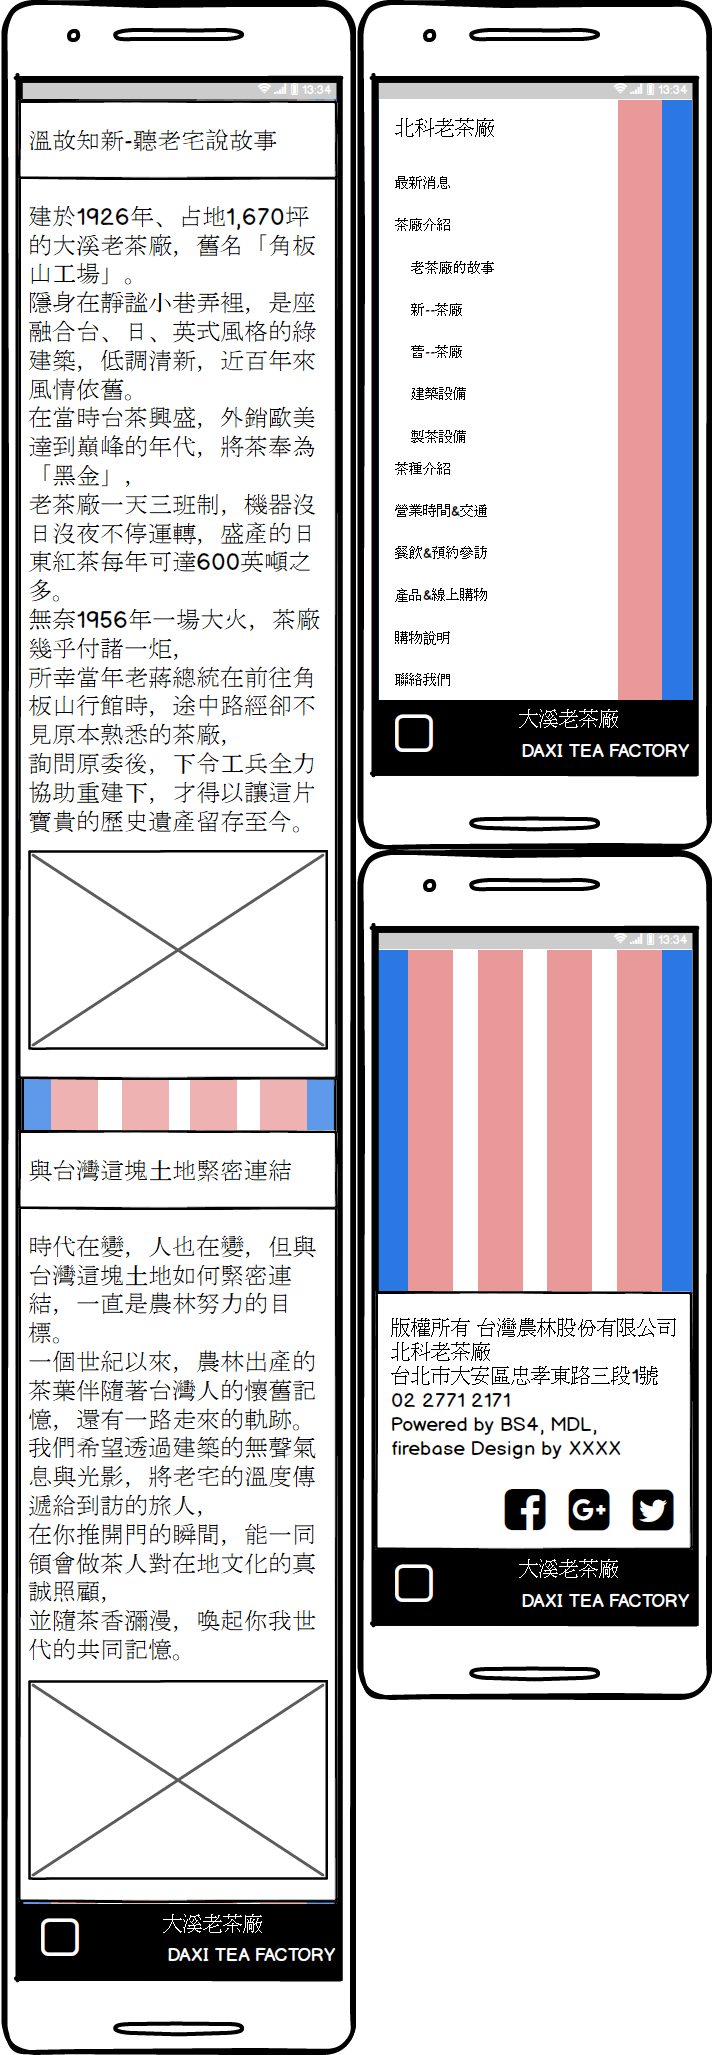 13:34
溫故知新-聽老宅說故事
建於1926年、占地1,670坪
的大溪老茶廠，舊名「角板
山工場」。
隱身在靜謐小巷弄裡，是座
融合台、日、英式風格的綠
建築，低調清新，近百年來
風情依舊。
在當時台茶興盛，外銷歐美
達到巔峰的年代，將茶奉為
「黑金」，
老茶廠一天三班制，機器沒
日沒夜不停運轉，盛產的日
東紅茶每年可達600英噸之
多。
無奈1956年一場大火，茶廠
幾乎付諸一炬，
所幸當年老蔣總統在前往角
板山行館時，途中路經卻不
見原本熟悉的茶廠，
詢問原委後，下令工兵全力
協助重建下，才得以讓這片
寶貴的歷史遺產留存至今。
與台灣這塊土地緊密連結
時代在變，人也在變，但與
台灣這塊土地如何緊密連
結，一直是農林努力的目
標。
一個世紀以來，農林出產的
茶葉伴隨著台灣人的懷舊記
憶，還有一路走來的軌跡。
我們希望透過建築的無聲氣
息與光影，將老宅的溫度傳
遞給到訪的旅人，
在你推開門的瞬間，能一同
領會做茶人對在地文化的真
誠照顧，
並隨茶香瀰漫，喚起你我世
代的共同記憶。
大溪老茶廠
DAXI TEA FACTORY
13:34
北科老茶廠
最新消息
茶廠介紹
老茶廠的故事
新--茶廠
舊--茶廠
建築設備
製茶設備
茶種介紹
營業時間&交通
餐飲&預約參訪
產品&線上購物
購物說明
聯絡我們
大溪老茶廠
DAXI TEA FACTORY
13:34
版權所有 台灣農林股份有限公司
北科老茶廠
台北市大安區忠孝東路三段1號
02 2771 2171
Powered by BS4, MDL,
firebase Design by XXXX
大溪老茶廠
DAXI TEA FACTORY